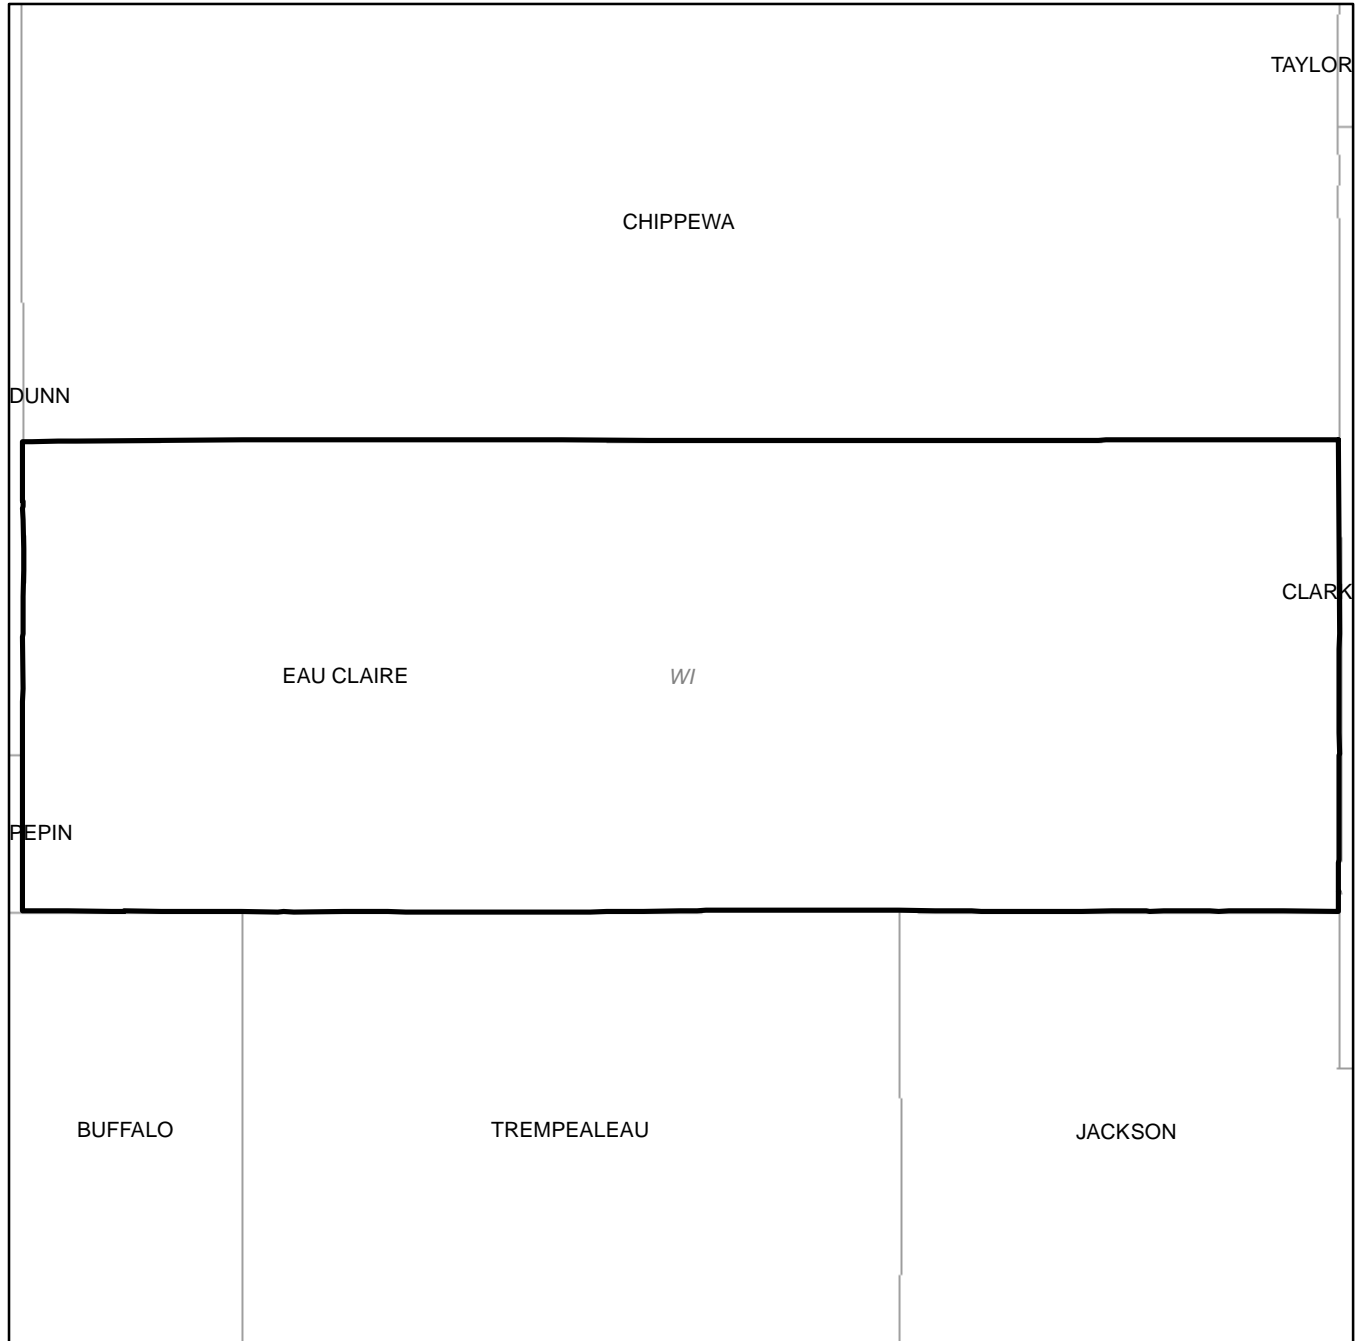 TAYLOR
CHIPPEWA
DUNN
CLARK
EAU CLAIRE
WI
PEPIN
BUFFALO
TREMPEALEAU
JACKSON